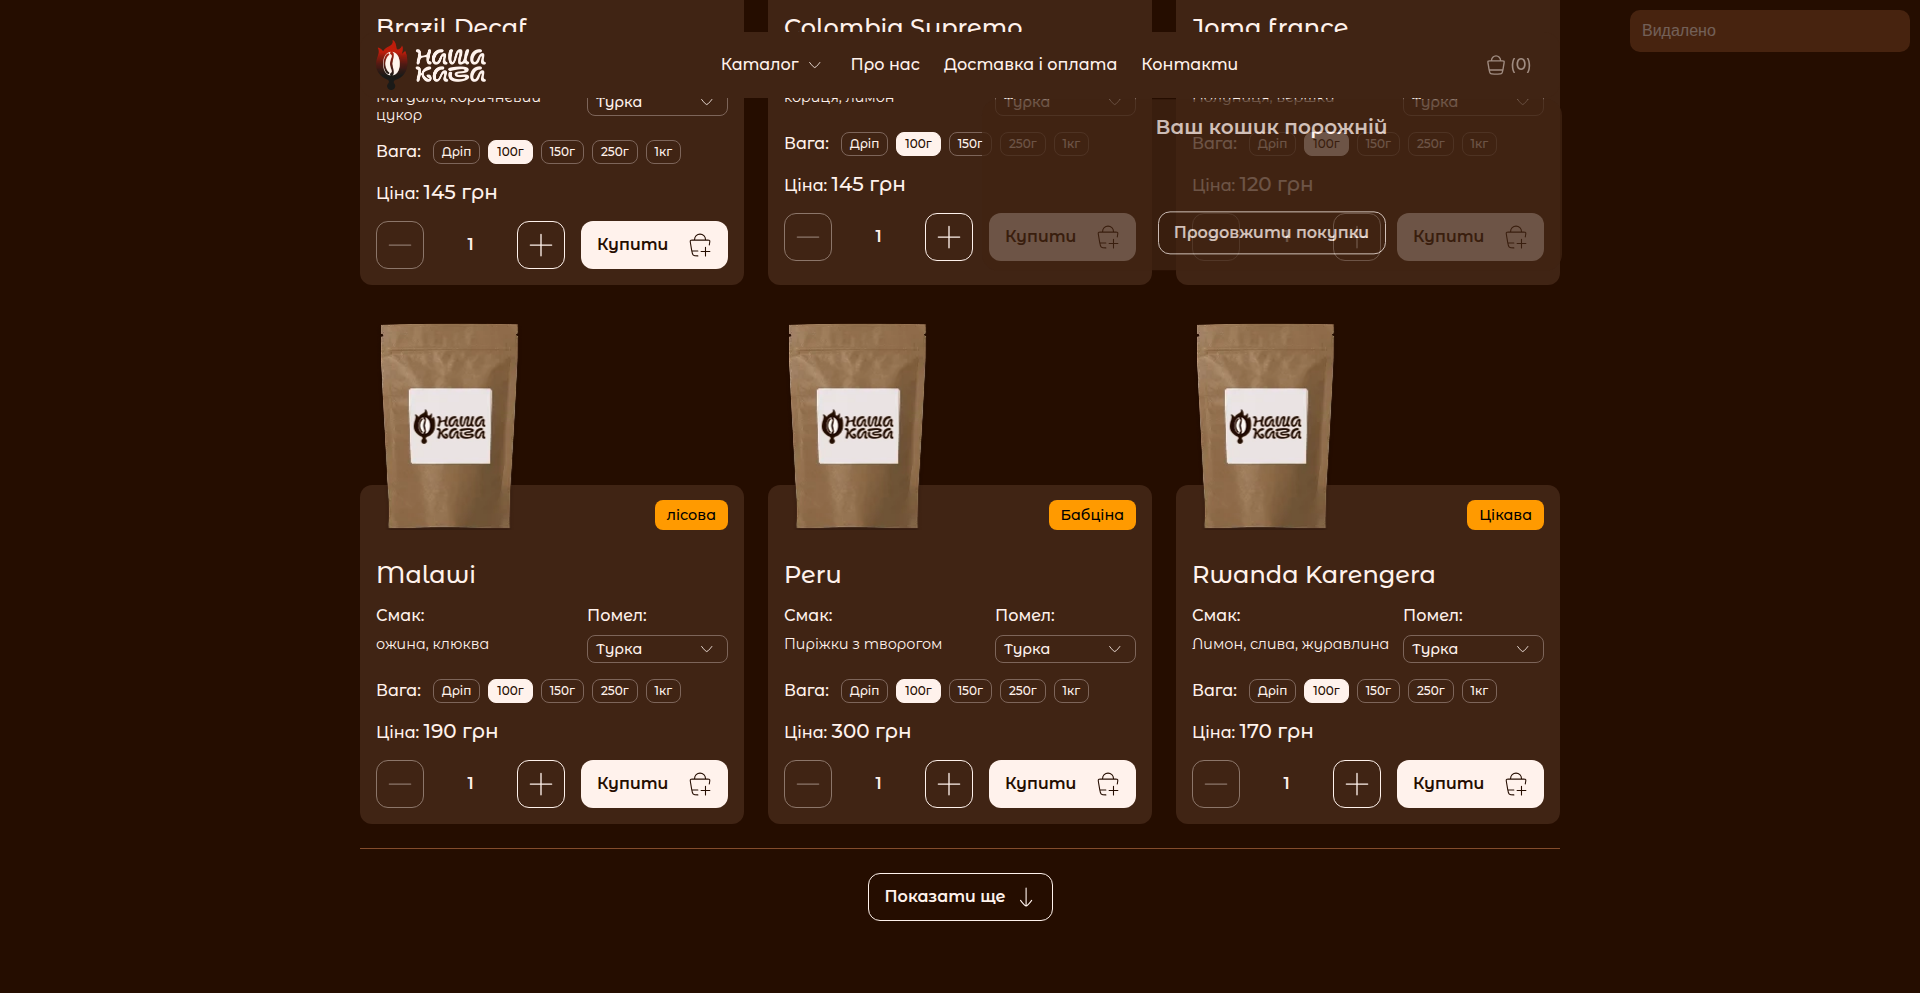 Brazil Decaf
Colombia Supremo
Joma france
Видалено
Наша
Кава
Каталог
Про нас
Доставка і оплата
Контакти
(0)
Мигдаль, коричневий
цукор
Турка
кориця, лимон
Турка
Полуниця, вершки
Турка
Ваш кошик порожній
Вага: Дріп 100г 150г 250г 1кг
Вага: Дріп 100г 150г 250г 1кг
Вага: Дріп 100г 150г 250г 1кг
Ціна: 145 грн
Ціна: 145 грн
Ціна: 120 грн
1 Купити
1 Купити
Продовжити покупки
1 Купити
Наша
Кава
Наша
Кава
Наша
Кава
лісова
Бабціна
Цікава
Malawi
Peru
Rwanda Karengera
Смак: Помел:
Смак: Помел:
Смак: Помел:
ожина, клюква Турка
Пиріжки з творогом Турка
Лимон, слива, журавлина Турка
Вага: Дріп 100г 150г 250г 1кг
Вага: Дріп 100г 150г 250г 1кг
Вага: Дріп 100г 150г 250г 1кг
Ціна: 190 грн
Ціна: 300 грн
Ціна: 170 грн
1 Купити
1 Купити
1 Купити
Показати ще